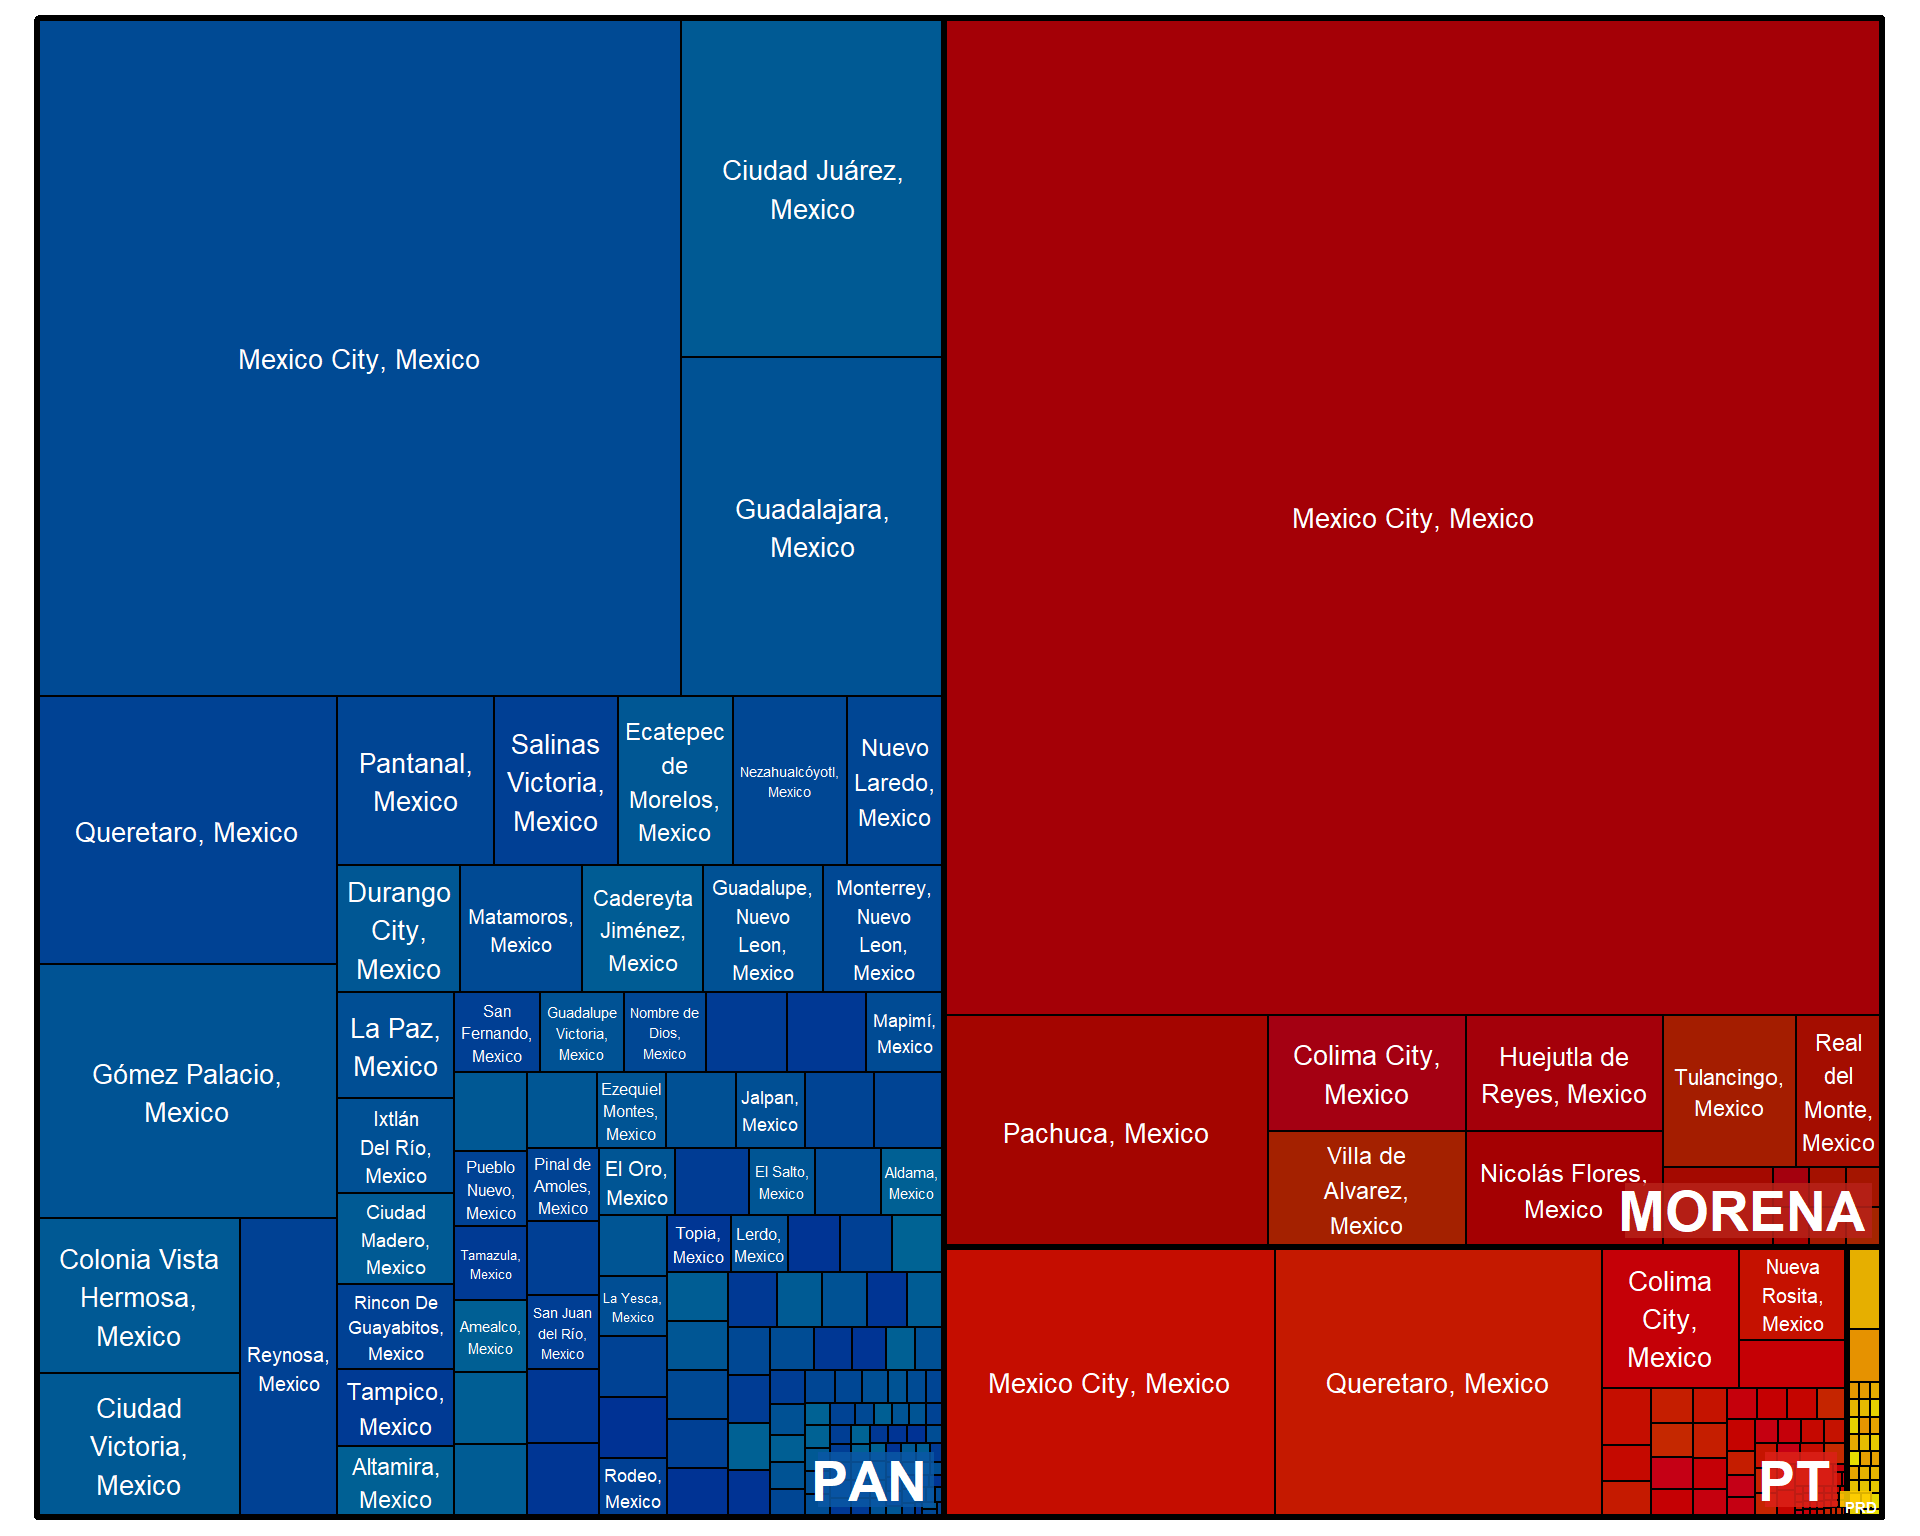 Mexico City, Mexico
Ciudad Juárez,
Mexico
Guadalajara,
Mexico
Queretaro, Mexico
Pantanal,
Mexico
Salinas
Victoria,
Mexico
Ecatepec
de
Morelos,
Mexico
Nezahualcóyotl,
Mexico
Nuevo
Laredo,
Mexico
Durango
City,
Mexico
Matamoros,
Mexico
Cadereyta
Jiménez,
Mexico
Guadalupe,
Nuevo
Leon,
Mexico
Monterrey,
Nuevo
Leon,
Mexico
Gómez Palacio,
Mexico
La Paz,
Mexico
San
Fernando,
Mexico
Guadalupe
Victoria,
Mexico
Nombre de
Dios,
Mexico
Mapimí,
Mexico
Ixtlán
Del Río,
Mexico
Ezequiel
Montes,
Mexico
Jalpan,
Mexico
Pueblo
Nuevo,
Mexico
Pinal de
Amoles,
Mexico
El Oro,
Mexico
El Salto,
Mexico
Aldama,
Mexico
Colonia Vista
Hermosa,
Mexico
Reynosa,
Mexico
Ciudad
Madero,
Mexico
Tamazula,
Mexico
Topia,
Mexico
Lerdo,
Mexico
Rincon De
Guayabitos,
Mexico
Amealco,
Mexico
San Juan
del Río,
Mexico
La Yesca,
Mexico
Ciudad
Victoria,
Mexico
Tampico,
Mexico
Altamira,
Mexico
Rodeo,
Mexico
PAN
Mexico City, Mexico
Pachuca, Mexico
Colima City,
Mexico
Huejutla de
Reyes, Mexico
Tulancingo,
Mexico
Real
del
Monte,
Mexico
Villa de
Alvarez,
Mexico
Nicolás Flores,
Mexico
MORENA
Mexico City, Mexico
Queretaro, Mexico
Colima
City,
Mexico
Nueva
Rosita,
Mexico
PT
PRD